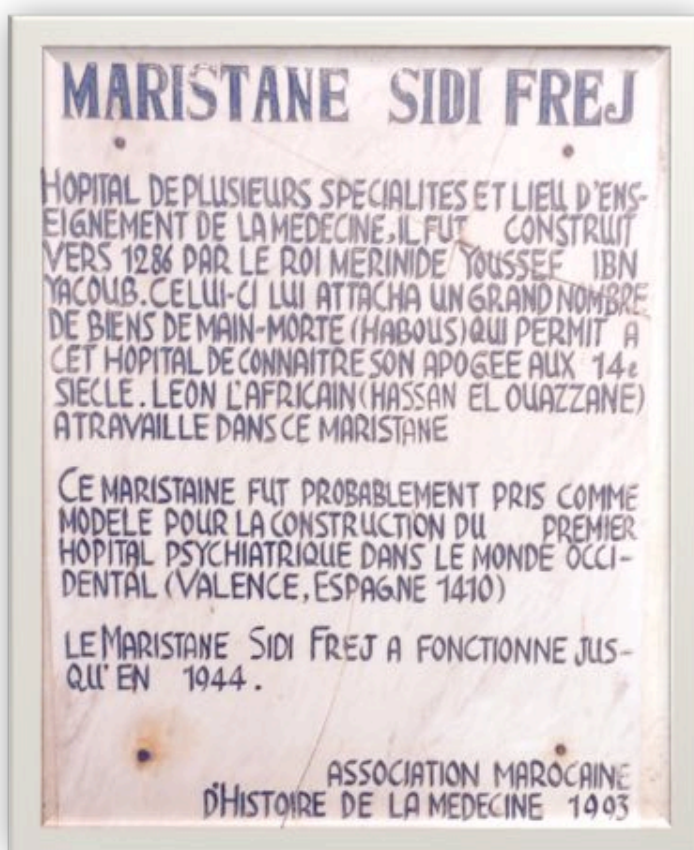 MARISTANE SIDI FREJ
HOPITAL DE PLUSIEURS SPECIALITES ET LIEU D'ENS-
EIGNEMENT DE LA MEDECINE, IL FUT CONSTRUIT
VERS 1286 PAR LE ROI MERINIDE YOUSSEF IBN
YACOUB. CELUI-CI LUI ATTACHA UN GRAND NOMBRE
DE BIENS DE MAIN-MORTE (HABOUS) QUI PERMIT A
CET HOPITAL DE CONNAITRE SON APOGEE AUX 14e
SIECLE. LEON L'AFRICAIN (HASSAN EL OUAZZANE)
A TRAVAILLE DANS CE MARISTANE
CE MARISTAINE FUT PROBABLEMENT PRIS COMME
MODELE POUR LA CONSTRUCTION DU PREMIER
HOPITAL PSYCHIATRIQUE DANS LE MONDE OCCI-
DENTAL (VALENCE, ESPAGNE 1410)
LE MARISTANE SIDI FREJ A FONCTIONNE JUS-
QU'EN 1944.
ASSOCIATION MAROCAINE
D'HISTOIRE DE LA MEDECINE 1993